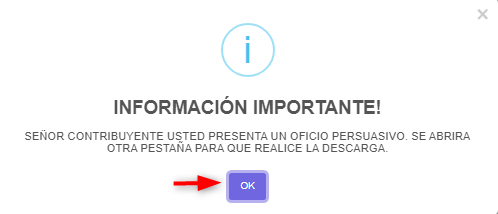 ×
i
INFORMACIÓN IMPORTANTE!
SEÑOR CONTRIBUYENTE USTED PRESENTA UN OFICIO PERSUASIVO. SE ABRIRA
OTRA PESTAÑA PARA QUE REALICE LA DESCARGA.
OK